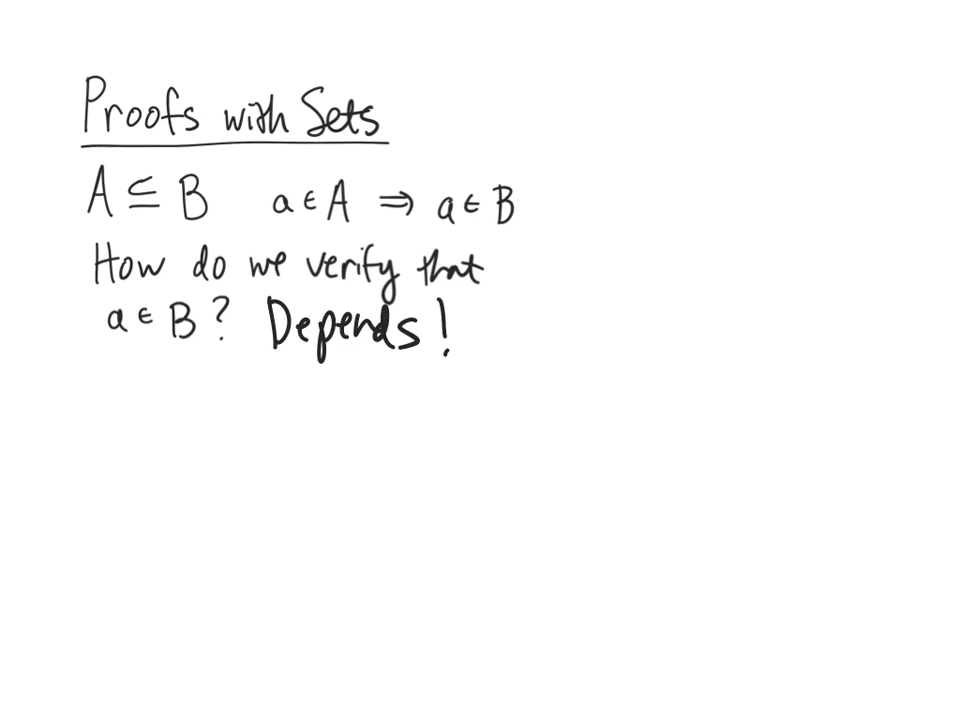 Proofs with Sets
A ⊆ B a ∈ A ⇒ a ∈ B
How do we verify that
a ∈ B? Depends!